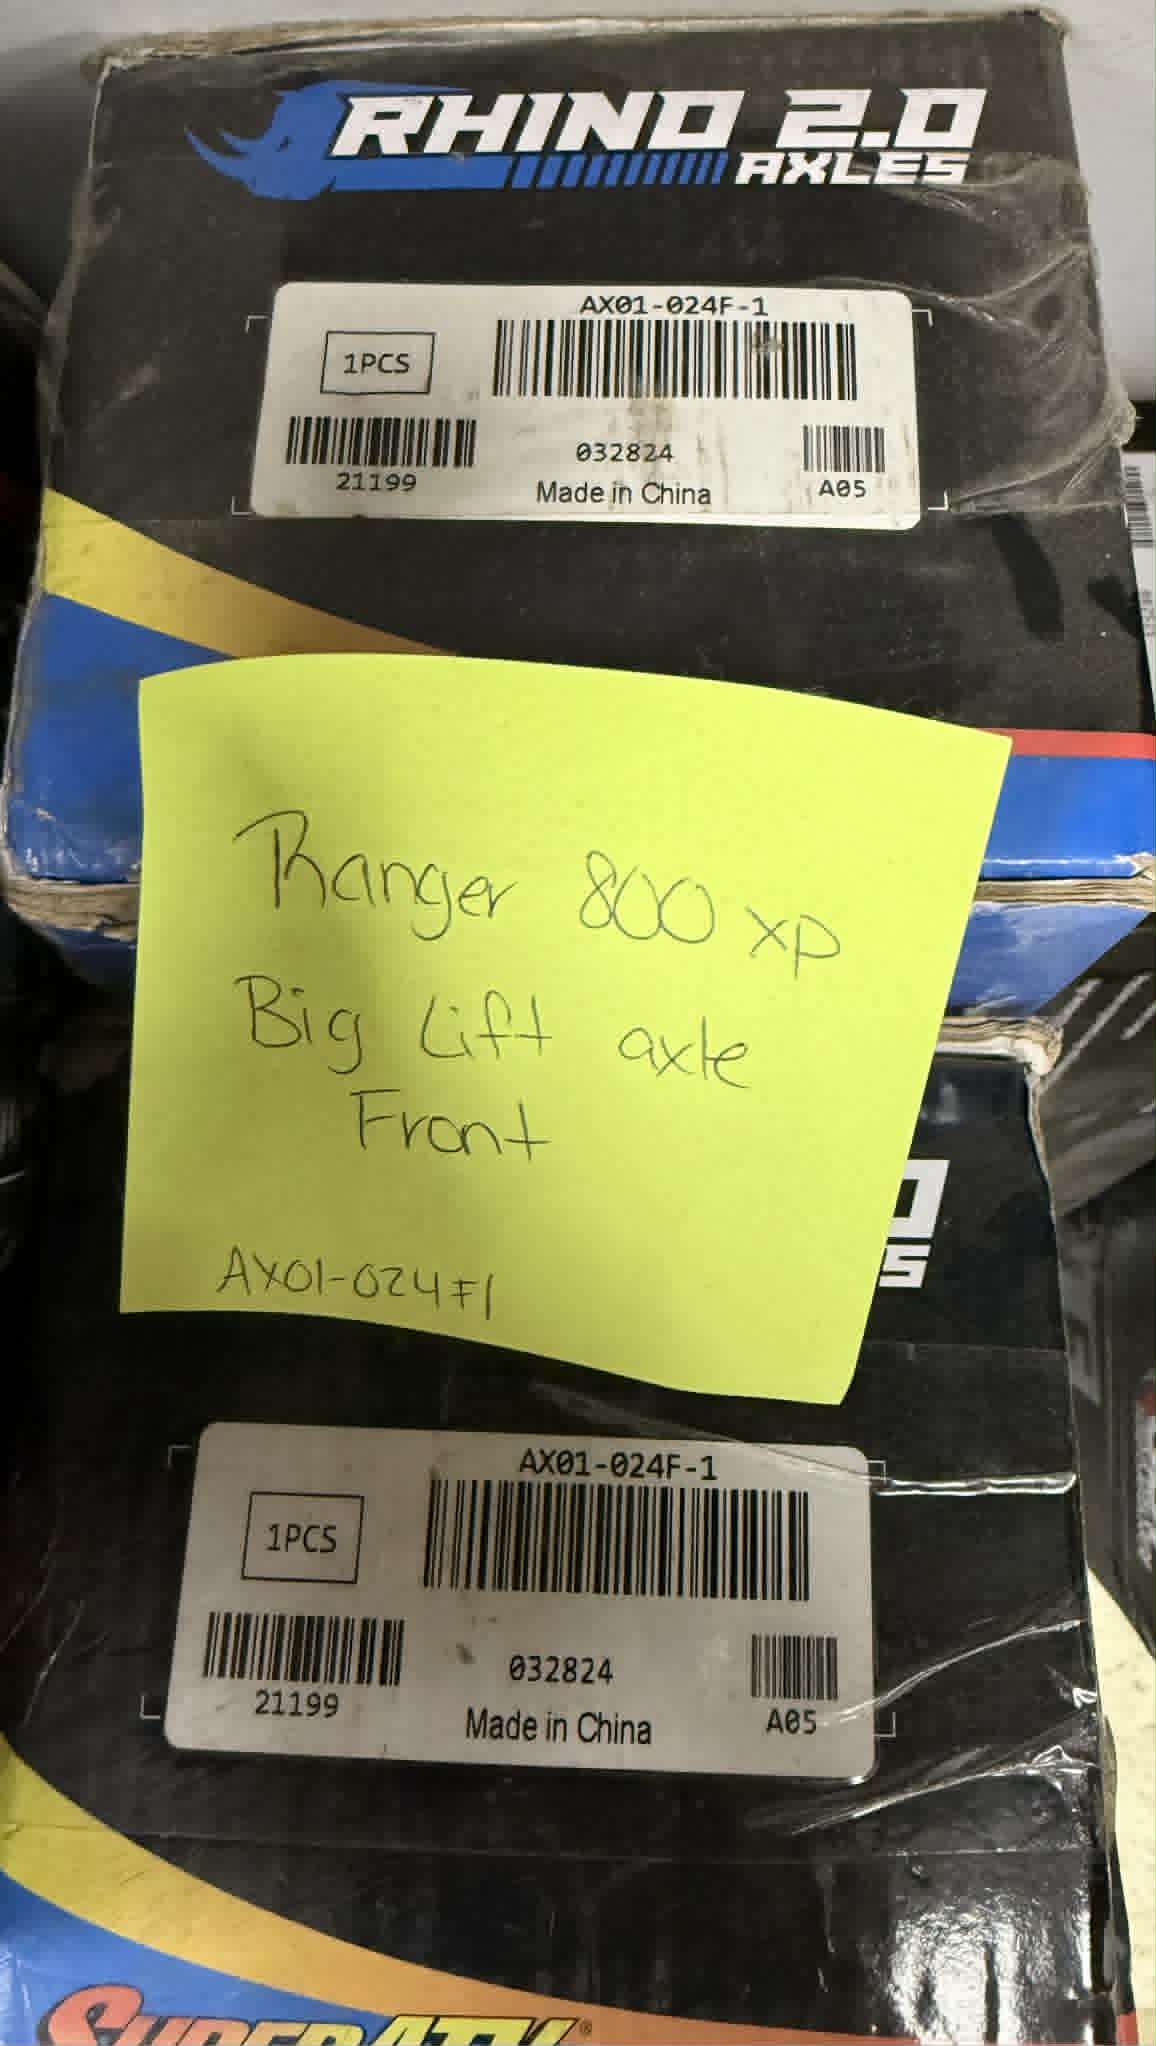 RHINO 2.0
AXLES
AX01-024F-1
1PCS
21199
032824
Made in China
A05
Ranger 800 xp
Big Lift axle
Front
AX01-024F1
AX01-024F-1
1PCS
21199
032824
Made in China
A05
SUPERATV®